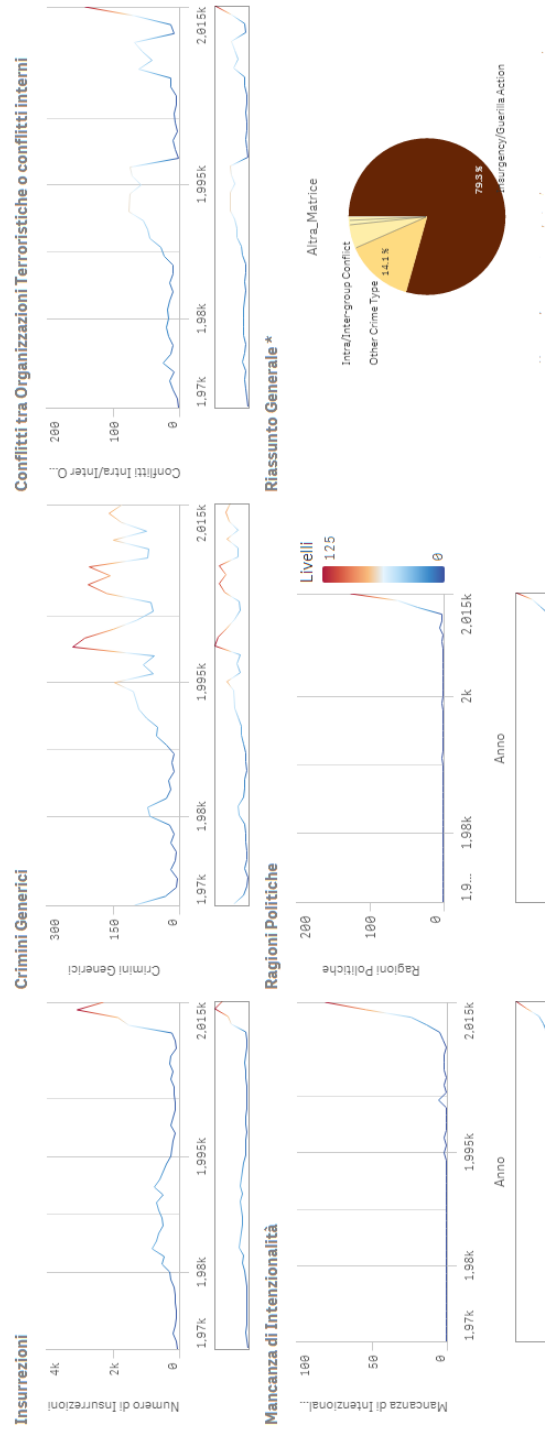 Insurrezioni
Numero di Insurrezioni
4k
2k
0
1,97k
1,98k
1,995k
2,015k
Crimini Generici
Crimini Generici
300
150
0
1,97k
1,98k
1,995k
2,015k
Conflitti tra Organizzazioni Terroristiche o conflitti interni
Conflitti Intra/Inter O...
200
100
0
1,97k
1,98k
1,995k
2,015k
Mancanza di Intenzionalità
Mancanza di Intenzional...
100
50
0
1,97k
1,98k
1,995k
2,015k
Anno
Ragioni Politiche
Ragioni Politiche
200
100
0
1,9...
1,98k
2k
2,015k
Anno
Livelli
125
0
Riassunto Generale *
Altra_Matrice
Intra/Inter-group Conflict
Other Crime Type
14.1 %
79.3 %
Insurgency/Guerilla Action